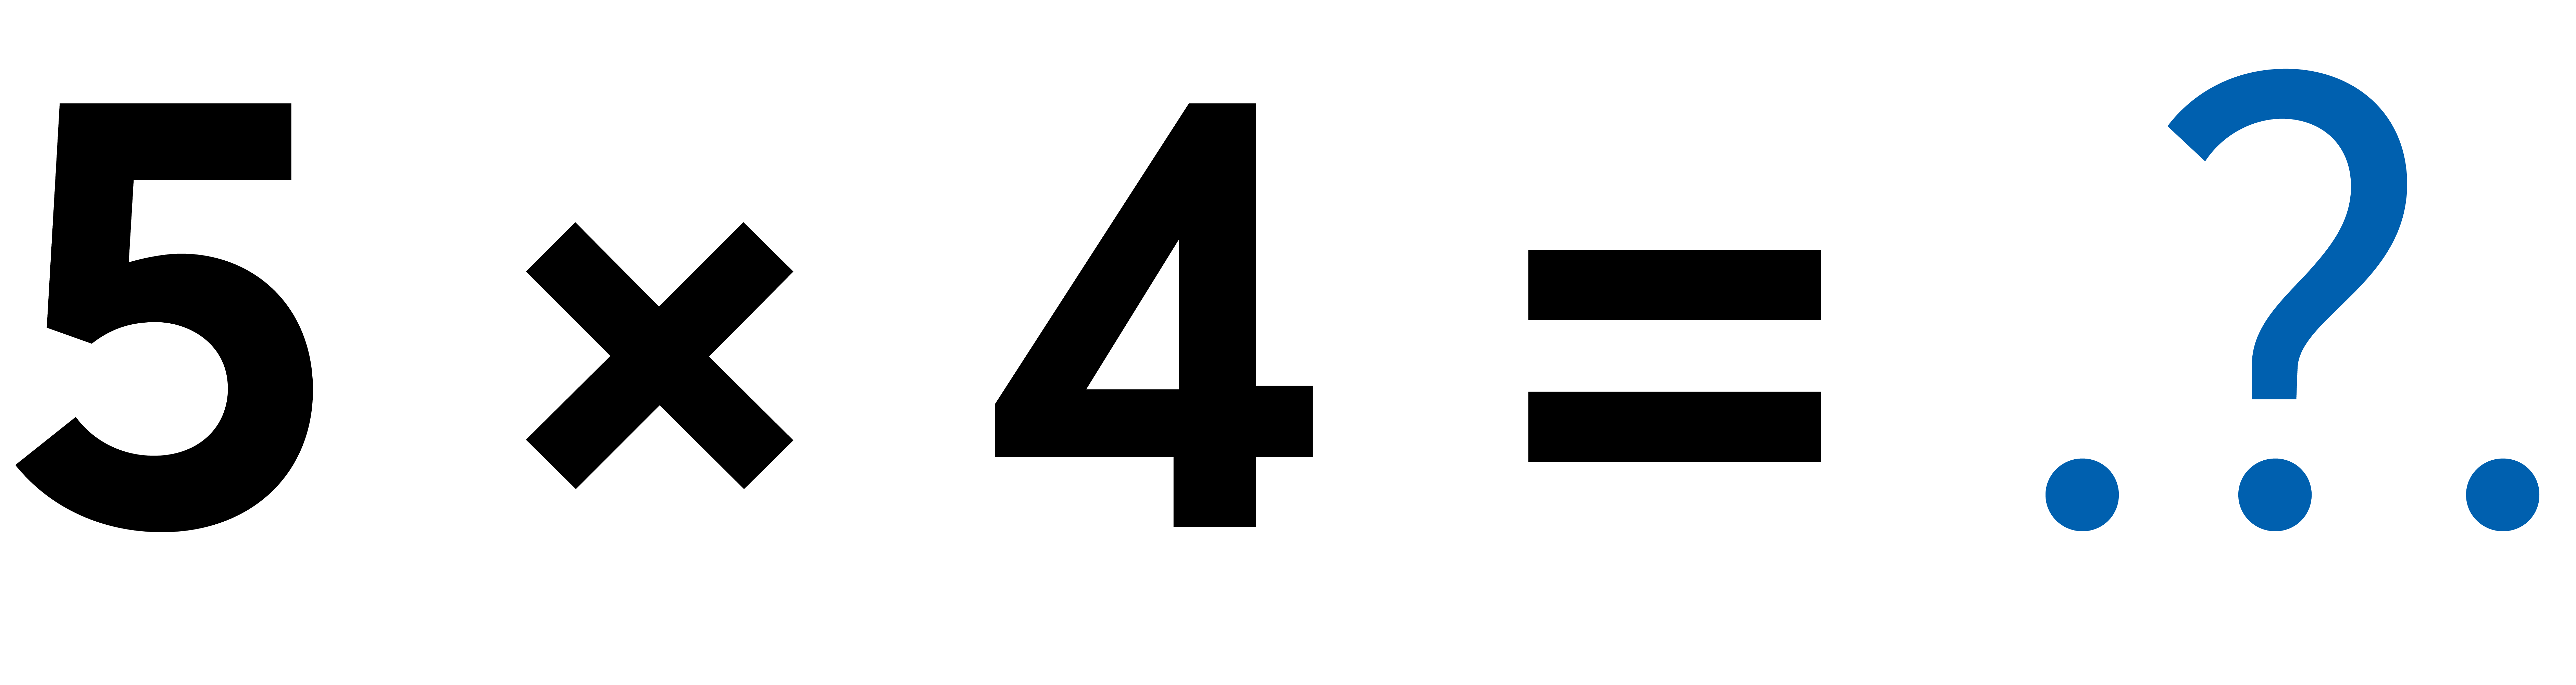 5 × 4 = .?.